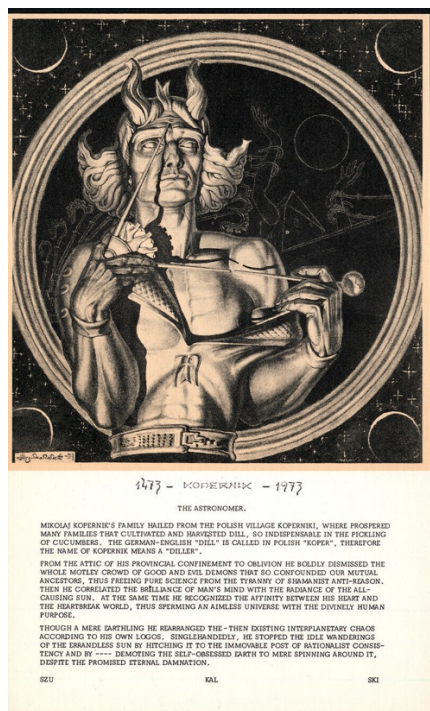 1473 - KOPERNIK - 1973
THE ASTRONOMER.
MIKOLAJ KOPERNIK'S FAMILY HAILED FROM THE POLISH VILLAGE KOPERNIKI, WHERE PROSPERED
MANY FAMILIES THAT CULTIVATED AND HARVESTED DILL, SO INDISPENSABLE IN THE PICKLING
OF CUCUMBERS. THE GERMAN-ENGLISH "DILL" IS CALLED IN POLISH "KOPER", THEREFORE
THE NAME OF KOPERNIK MEANS A "DILLER".
FROM THE ATTIC OF HIS PROVINCIAL CONFINEMENT TO OBLIVION HE BOLDLY DISMISSED THE
WHOLE MOTLEY CROWD OF GOOD AND EVIL DEMONS THAT SO CONFOUNDED OUR MUTUAL
ANCESTORS, THUS FREEING PURE SCIENCE FROM THE TYRANNY OF SHAMANIST ANTI-REASON.
THEN HE CORRELATED THE BRILLIANCE OF MAN'S MIND WITH THE RADIANCE OF THE ALL-
CAUSING SUN. AT THE SAME TIME HE RECOGNIZED THE AFFINITY BETWEEN HIS HEART AND
THE HEARTBREAK WORLD, THUS SPERMING AN AIMLESS UNIVERSE WITH THE DIVINELY HUMAN
PURPOSE.
THOUGH A MERE EARTHLING HE REARRANGED THE - THEN EXISTING INTERPLANETARY CHAOS
ACCORDING TO HIS OWN LOGOS. SINGLEHANDEDLY, HE STOPPED THE IDLE WANDERINGS
OF THE ERRANDLESS SUN BY HITCHING IT TO THE IMMOVABLE POST OF RATIONALIST CONSIS-
TENCY AND BY ---- DEMOTING THE SELF-OBSESSED EARTH TO MERE SPINNING AROUND IT,
DESPITE THE PROMISED ETERNAL DAMNATION.
SZU KAL SKI